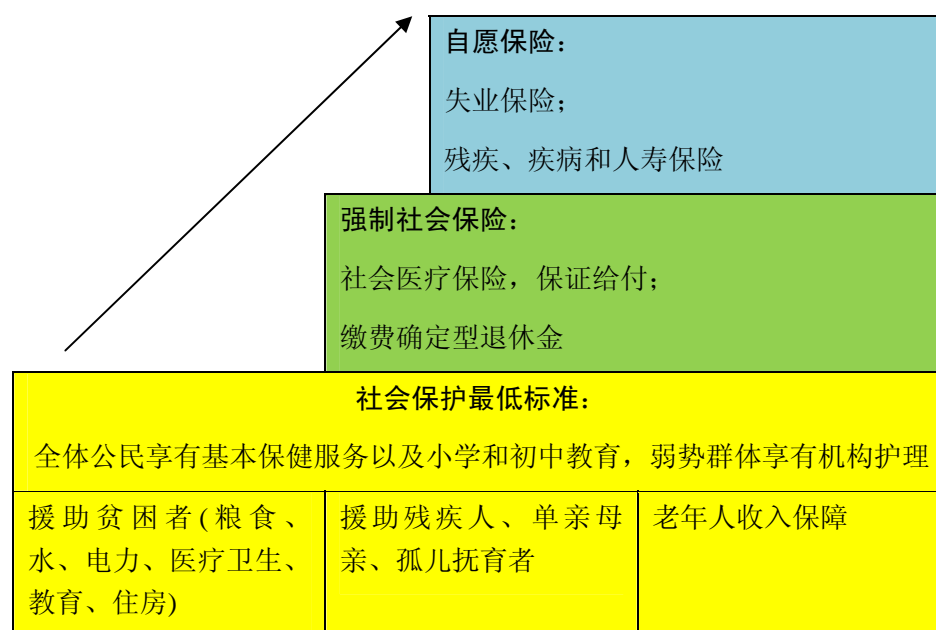 自愿保险：
失业保险；
残疾、疾病和人寿保险
强制社会保险：
社会医疗保险，保证给付；
缴费确定型退休金
社会保护最低标准：
全体公民享有基本保健服务以及小学和初中教育，弱势群体享有机构护理
援助贫困者(粮食、
水、电力、医疗卫生、
教育、住房)
援助残疾人、单亲母
亲、孤儿抚育者
老年人收入保障